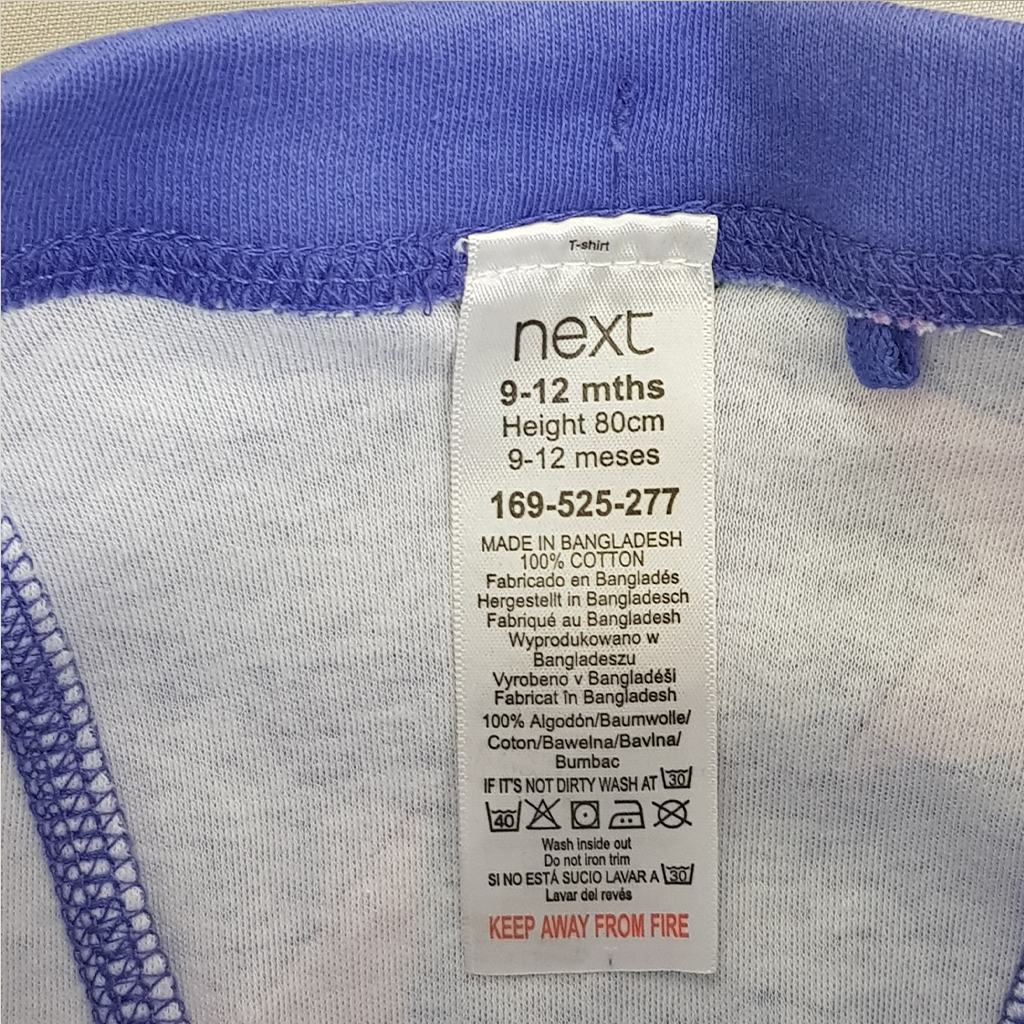 T-shirt
next
9-12 mths
Height 80cm
9-12 meses
169-525-277
MADE IN BANGLADESH
100% COTTON
Fabricado en Bangladés
Hergestellt in Bangladesch
Fabriqué au Bangladesh
Wyprodukowano w
Bangladeszu
Vyrobeno v Bangladéši
Fabricat în Bangladesh
100% Algodón/Baumwolle/
Coton/Bawełna/Bavlna/
Bumbac
IF IT'S NOT DIRTY WASH AT 30
40
Wash inside out
Do not iron trim
SI NO ESTÁ SUCIO LAVAR A 30
Lavar del revés
KEEP AWAY FROM FIRE